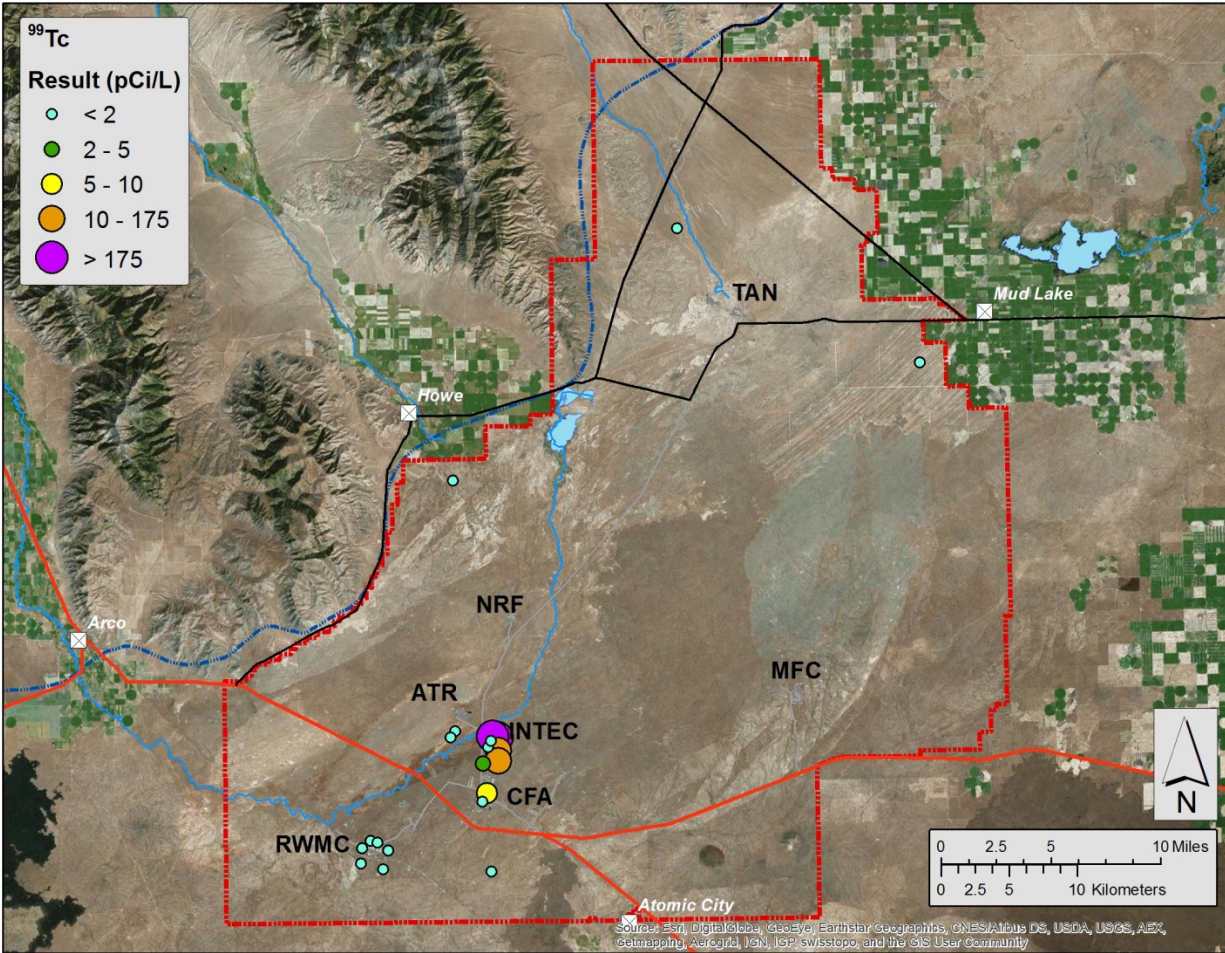 ⁹⁹Tc
Result (pCi/L)
< 2
2 - 5
5 - 10
10 - 175
> 175
TAN
Mud Lake
Howe
NRF
Arco
MFC
ATR
INTEC
CFA
RWMC
N
0 2.5 5 10 Miles
0 2.5 5 10 Kilometers
Atomic City
Source: Esri, DigitalGlobe, GeoEye, Earthstar Geographics, CNES/Airbus DS, USDA, USGS, AEX,
Getmapping, Aerogrid, IGN, IGP, swisstopo, and the GIS User Community